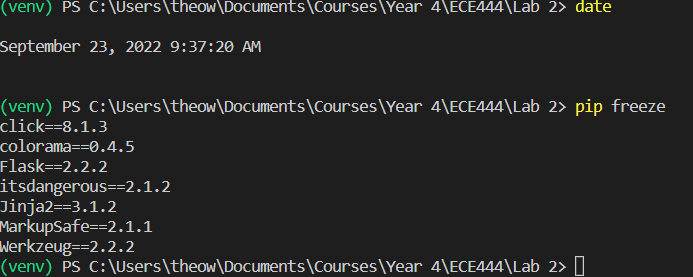 (venv) PS C:\Users\theow\Documents\Courses\Year 4\ECE444\Lab 2> date
September 23, 2022 9:37:20 AM
(venv) PS C:\Users\theow\Documents\Courses\Year 4\ECE444\Lab 2> pip freeze
click==8.1.3
colorama==0.4.5
Flask==2.2.2
itsdangerous==2.1.2
Jinja2==3.1.2
MarkupSafe==2.1.1
Werkzeug==2.2.2
(venv) PS C:\Users\theow\Documents\Courses\Year 4\ECE444\Lab 2>